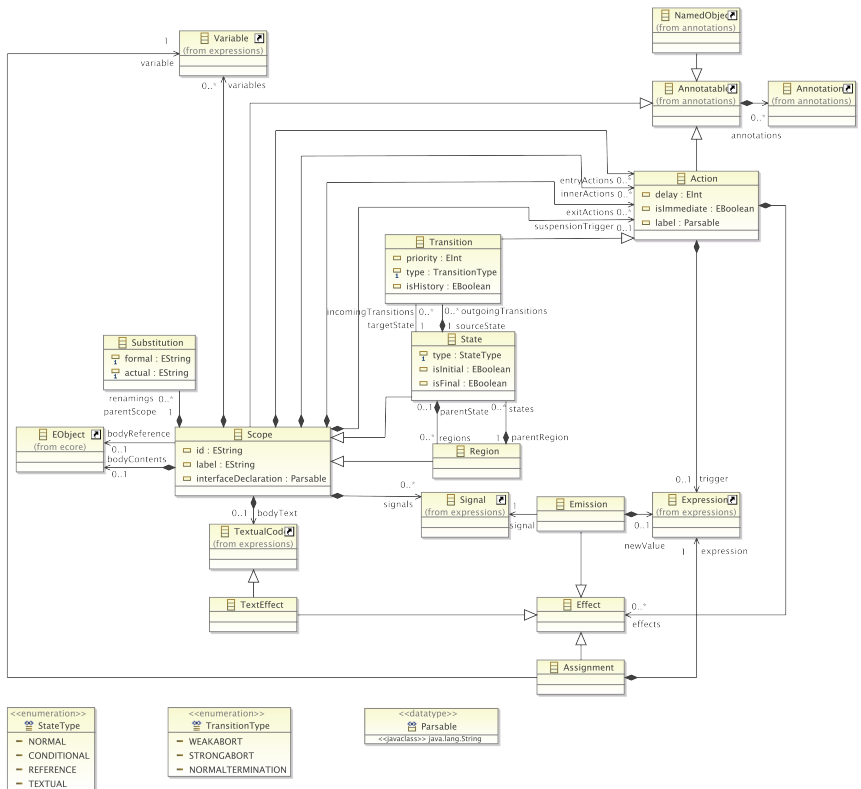 NamedObjec
(from annotations)
1
Variable
(from expressions)
variable
0..*
variables
Annotatable
(from annotations)
Annotation
(from annotations)
0..*
annotations
Action
delay : EInt
isImmediate : EBoolean
label : Parsable
entryActions 0..*
innerActions 0..*
exitActions 0..*
suspensionTrigger 0..1
Transition
priority : EInt
type : TransitionType
isHistory : EBoolean
incomingTransitions 0..*
0..* outgoingTransitions
targetState 1
1 sourceState
State
type : StateType
isInitial : EBoolean
isFinal : EBoolean
Substitution
formal : EString
actual : EString
renamings 0..*
parentScope 1
0..1 parentState
0..* states
0..* regions
1 parentRegion
EObject
(from ecore)
bodyReference
0..1
bodyContents
0..1
Scope
id : EString
label : EString
interfaceDeclaration : Parsable
Region
0..1 trigger
0..*
signals
Signal
(from expressions)
1
signal
Emission
0..1
newValue
Expression
(from expressions)
1 expression
0..1 bodyText
TextualCod
(from expressions)
TextEffect
Effect
0..*
effects
Assignment
<<enumeration>>
StateType
NORMAL
CONDITIONAL
REFERENCE
TEXTUAL
<<enumeration>>
TransitionType
WEAKABORT
STRONGABORT
NORMALTERMINATION
<<datatype>>
Parsable
<<javaclass>> java.lang.String